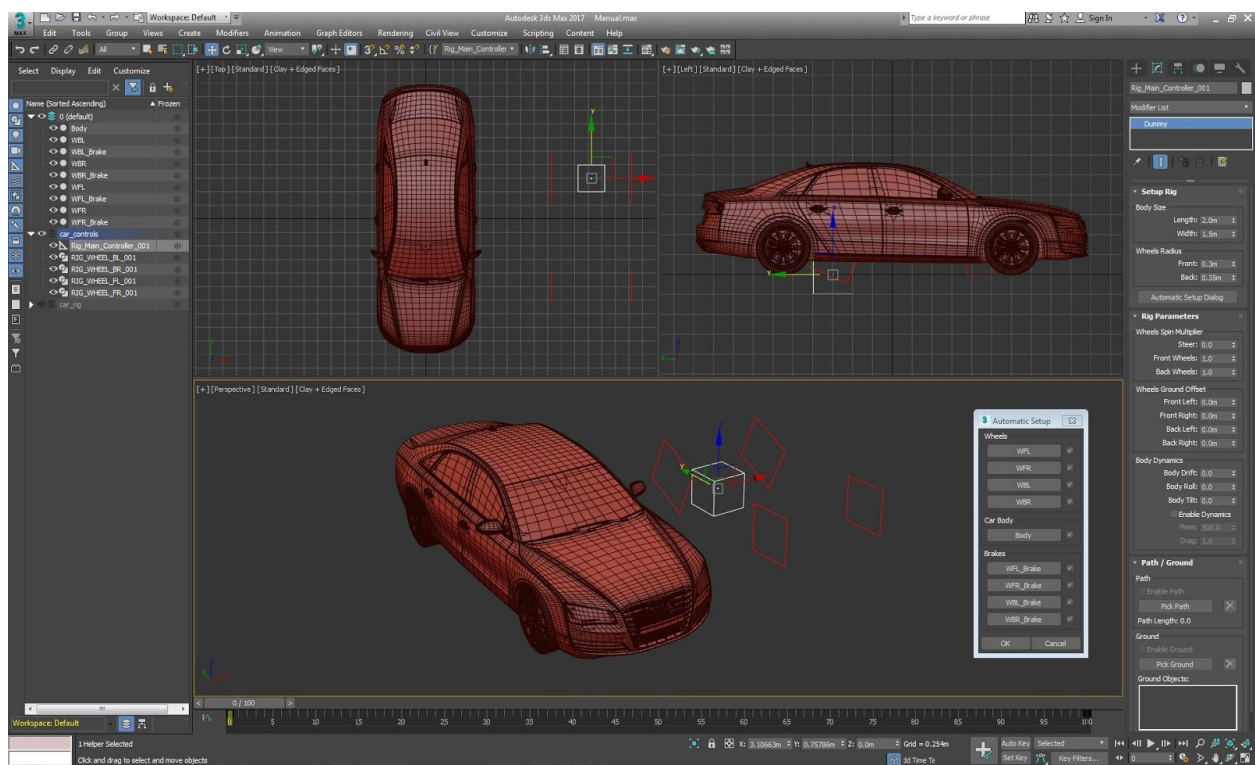 3 MAX
Workspace: Default
Autodesk 3ds Max 2017 Manual.max
Type a keyword or phrase
Sign In
Edit Tools Group Views Create Modifiers Animation Graph Editors Rendering Civil View Customize Scripting Content Help
All
View
Rig_Main_Controller
Select Display Edit Customize
Name (Sorted Ascending)
Frozen
0 (default)
Body
WBL
WBL_Brake
WBR
WBR_Brake
WFL
WFL_Brake
WFR
WFR_Brake
car_controls
Rig_Main_Controller_001
RIG_WHEEL_BL_001
RIG_WHEEL_BR_001
RIG_WHEEL_FL_001
RIG_WHEEL_FR_001
car_rig
Workspace: Default
[+] [Top] [Standard] [Clay + Edged Faces]
[+] [Left] [Standard] [Clay + Edged Faces]
[+] [Perspective] [Standard] [Clay + Edged Faces]
3 Automatic Setup
Wheels
WFL
WFR
WBL
WBR
Car Body
Body
Brakes
WFL_Brake
WFR_Brake
WBL_Brake
WBR_Brake
OK Cancel
Rig_Main_Controller_001
Modifier List
Dummy
Setup Rig
Body Size
Length: 2.0m
Width: 1.5m
Wheels Radius
Front: 0.3m
Back: 0.35m
Automatic Setup Dialog
Rig Parameters
Wheels Spin Multiplier
Steer: 0.0
Front Wheels: 1.0
Back Wheels: 1.0
Wheels Ground Offset
Front Left: 0.0m
Front Right: 0.0m
Back Left: 0.0m
Back Right: 0.0m
Body Dynamics
Body Drift: 0.0
Body Roll: 0.0
Body Tilt: 0.0
Enable Dynamics
Mass: 500.0
Drag: 1.0
Path / Ground
Path
Enable Path
Pick Path
Path Length: 0.0
Ground
Enable Ground
Pick Ground
Ground Objects:
0 / 100
0 5 10 15 20 25 30 35 40 45 50 55 60 65 70 75 80 85 90 95 100
1 Helper Selected
Click and drag to select and move objects
X: 3.10663m Y: 0.75786m Z: 0.0m
Grid = 0.254m
Auto Key Selected
Set Key Key Filters...
0